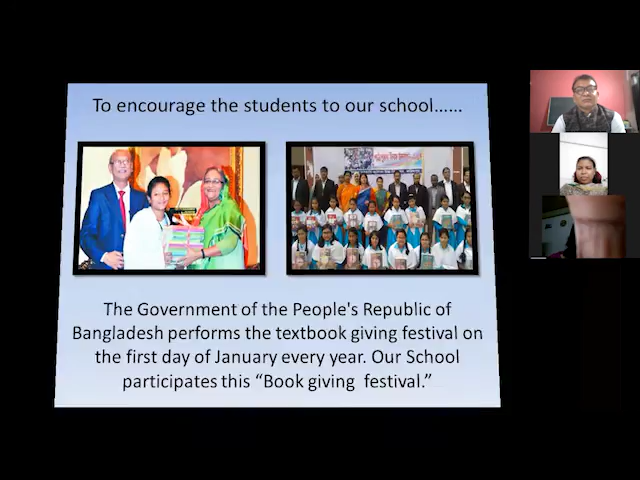 To encourage the students to our school......
The Government of the People's Republic of
Bangladesh performs the textbook giving festival on
the first day of January every year. Our School
participates this “Book giving  festival.”